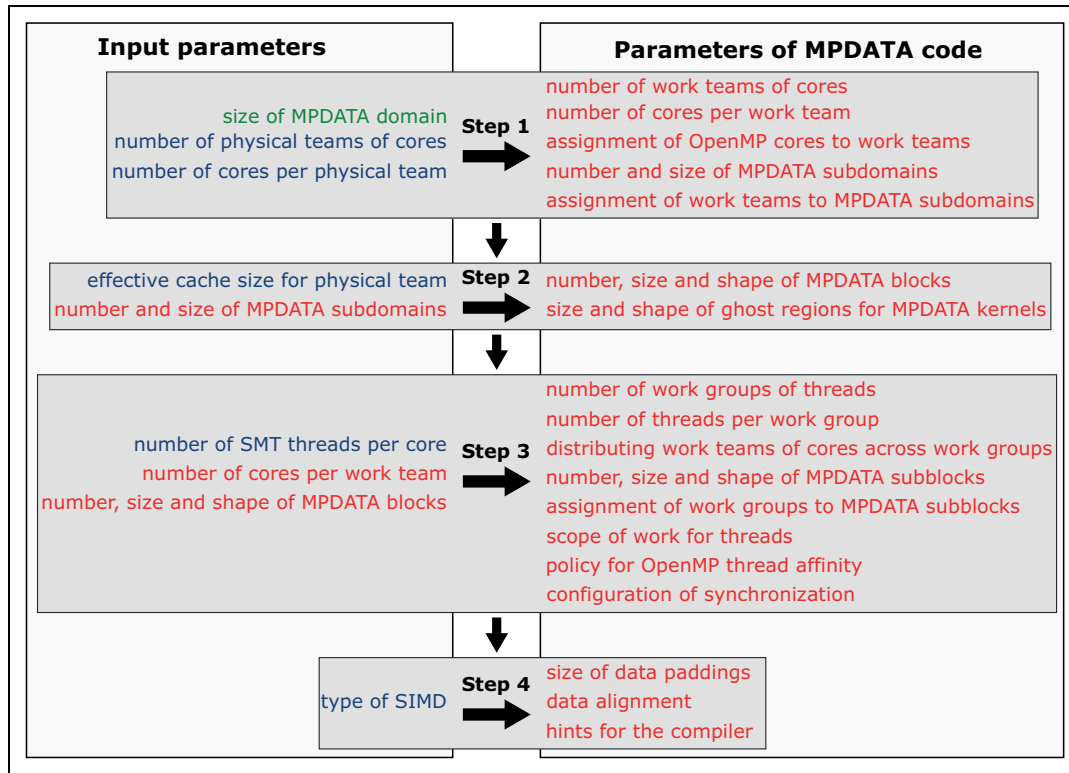 Input parameters
Parameters of MPDATA code
size of MPDATA domain
number of physical teams of cores
number of cores per physical team
Step 1
number of work teams of cores
number of cores per work team
assignment of OpenMP cores to work teams
number and size of MPDATA subdomains
assignment of work teams to MPDATA subdomains
effective cache size for physical team
number and size of MPDATA subdomains
Step 2
number, size and shape of MPDATA blocks
size and shape of ghost regions for MPDATA kernels
number of SMT threads per core
number of cores per work team
number, size and shape of MPDATA blocks
Step 3
number of work groups of threads
number of threads per work group
distributing work teams of cores across work groups
number, size and shape of MPDATA subblocks
assignment of work groups to MPDATA subblocks
scope of work for threads
policy for OpenMP thread affinity
configuration of synchronization
type of SIMD
Step 4
size of data paddings
data alignment
hints for the compiler